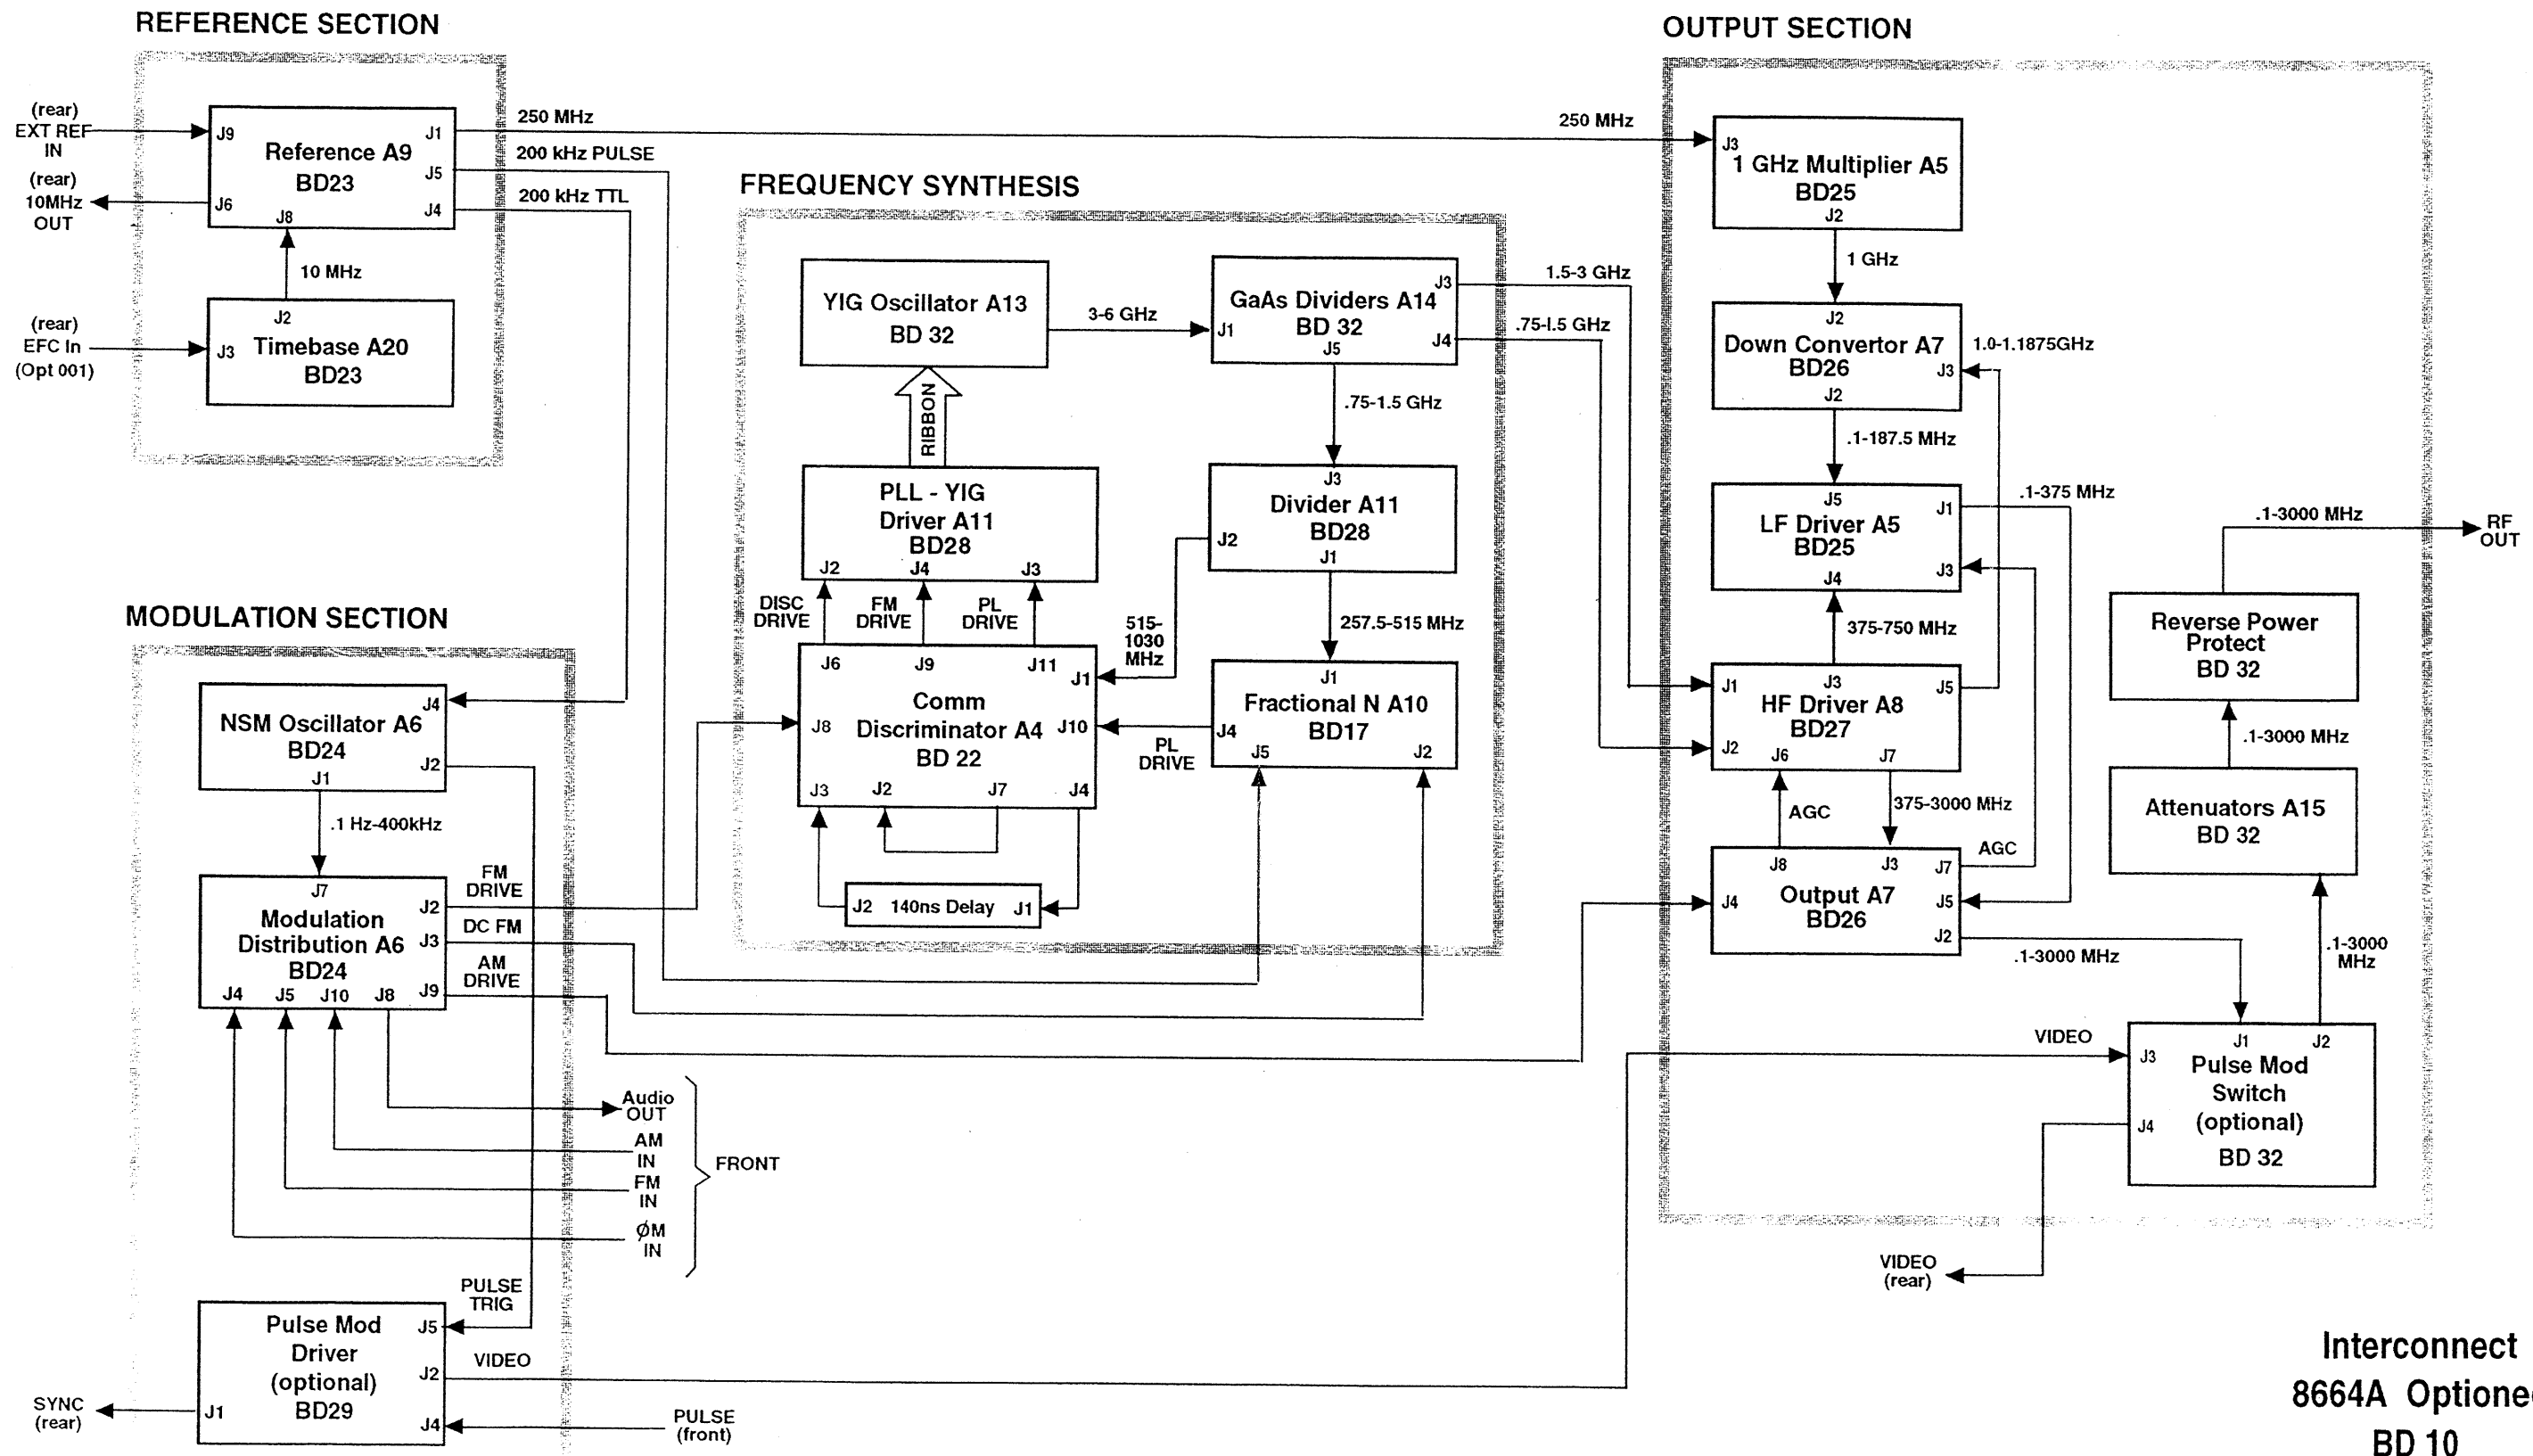 REFERENCE SECTION
(rear)
EXT REF
IN
(rear)
10MHz
OUT
J9
J1
Reference A9
BD23
J5
J6
J8
J4
250 MHz
200 kHz PULSE
200 kHz TTL
10 MHz
(rear)
EFC In
(Opt 001)
J2
J3
Timebase A20
BD23
MODULATION SECTION
J4
NSM Oscillator A6
BD24
J2
J1
.1 Hz-400kHz
J7
Modulation
Distribution A6
BD24
J2
J3
J9
J4
J5
J10
J8
FM
DRIVE
DC FM
AM
DRIVE
Audio
OUT
AM
IN
FM
IN
ØM
IN
FRONT
PULSE
TRIG
Pulse Mod
Driver
(optional)
BD29
J5
J2
J1
J4
VIDEO
SYNC
(rear)
PULSE
(front)
FREQUENCY SYNTHESIS
YIG Oscillator A13
BD 32
3-6 GHz
J3
GaAs Dividers A14
BD 32
J1
J5
J4
1.5-3 GHz
.75-I.5 GHz
RIBBON
.75-1.5 GHz
PLL - YIG
Driver A11
BD28
J2
J4
J3
J3
Divider A11
BD28
J2
J1
DISC
DRIVE
FM
DRIVE
PL
DRIVE
515-
1030
MHz
257.5-515 MHz
J6
J9
J11
J1
Comm
Discriminator A4
BD 22
J8
J10
J3
J2
J7
J4
PL
DRIVE
J1
Fractional N A10
BD17
J4
J5
J2
J2
140ns Delay
J1
OUTPUT SECTION
250 MHz
J3
1 GHz Multiplier A5
BD25
J2
1 GHz
J2
Down Convertor A7
BD26
J3
J2
1.0-1.1875GHz
.1-187.5 MHz
J5
J1
LF Driver A5
BD25
J3
J4
.1-375 MHz
375-750 MHz
J1
J3
J5
HF Driver A8
BD27
J2
J6
J7
AGC
375-3000 MHz
J8
J3
J7
AGC
Output A7
BD26
J4
J5
J2
.1-3000 MHz
.1-3000 MHz
RF
OUT
Reverse Power
Protect
BD 32
.1-3000 MHz
Attenuators A15
BD 32
.1-3000
MHz
VIDEO
J1
J2
J3
Pulse Mod
Switch
(optional)
BD 32
J4
VIDEO
(rear)
Interconnect
8664A Optione
BD 10